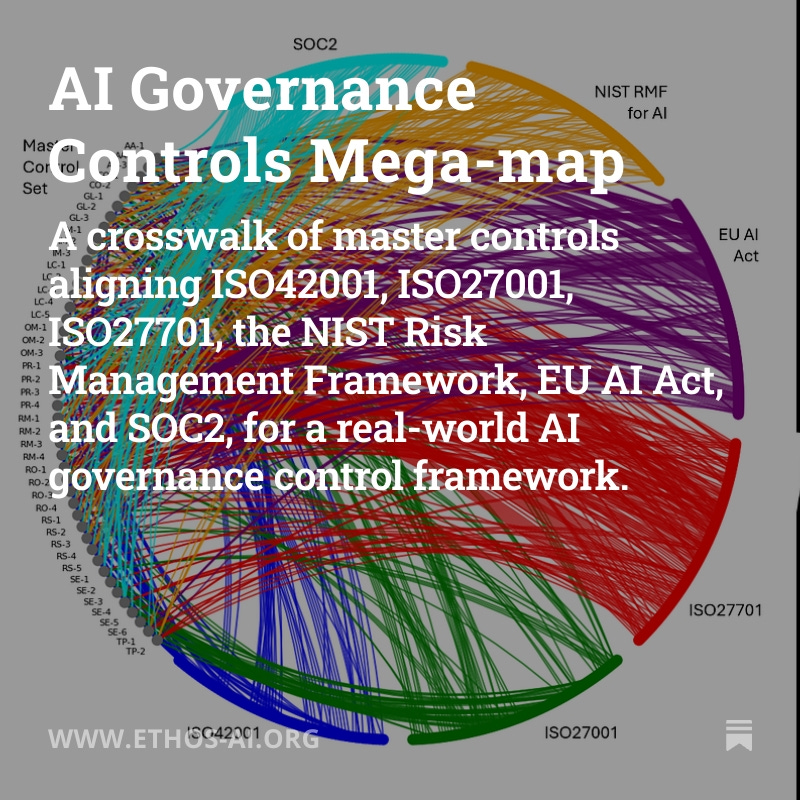 SOC2
AI Governance
Controls Mega-map
NIST RMF
for AI
Master
Control
Set
AA-1
CO-2
GL-1
GL-2
GL-3
A crosswalk of master controls
aligning ISO42001, ISO27001,
ISO27701, the NIST Risk
Management Framework, EU AI Act,
and SOC2, for a real-world AI
governance control framework.
EU AI
Act
IM-3
LC-1
LC-4
LC-5
OM-1
OM-2
OM-3
PR-1
PR-2
PR-3
PR-4
RM-1
RM-2
RM-3
RM-4
RO-1
RO-2
RO-3
RO-4
RS-1
RS-2
RS-3
RS-4
RS-5
SE-1
SE-2
SE-3
SE-4
SE-5
SE-6
TP-1
TP-2
ISO27701
ISO42001
ISO27001
WWW.ETHOS-AI.ORG